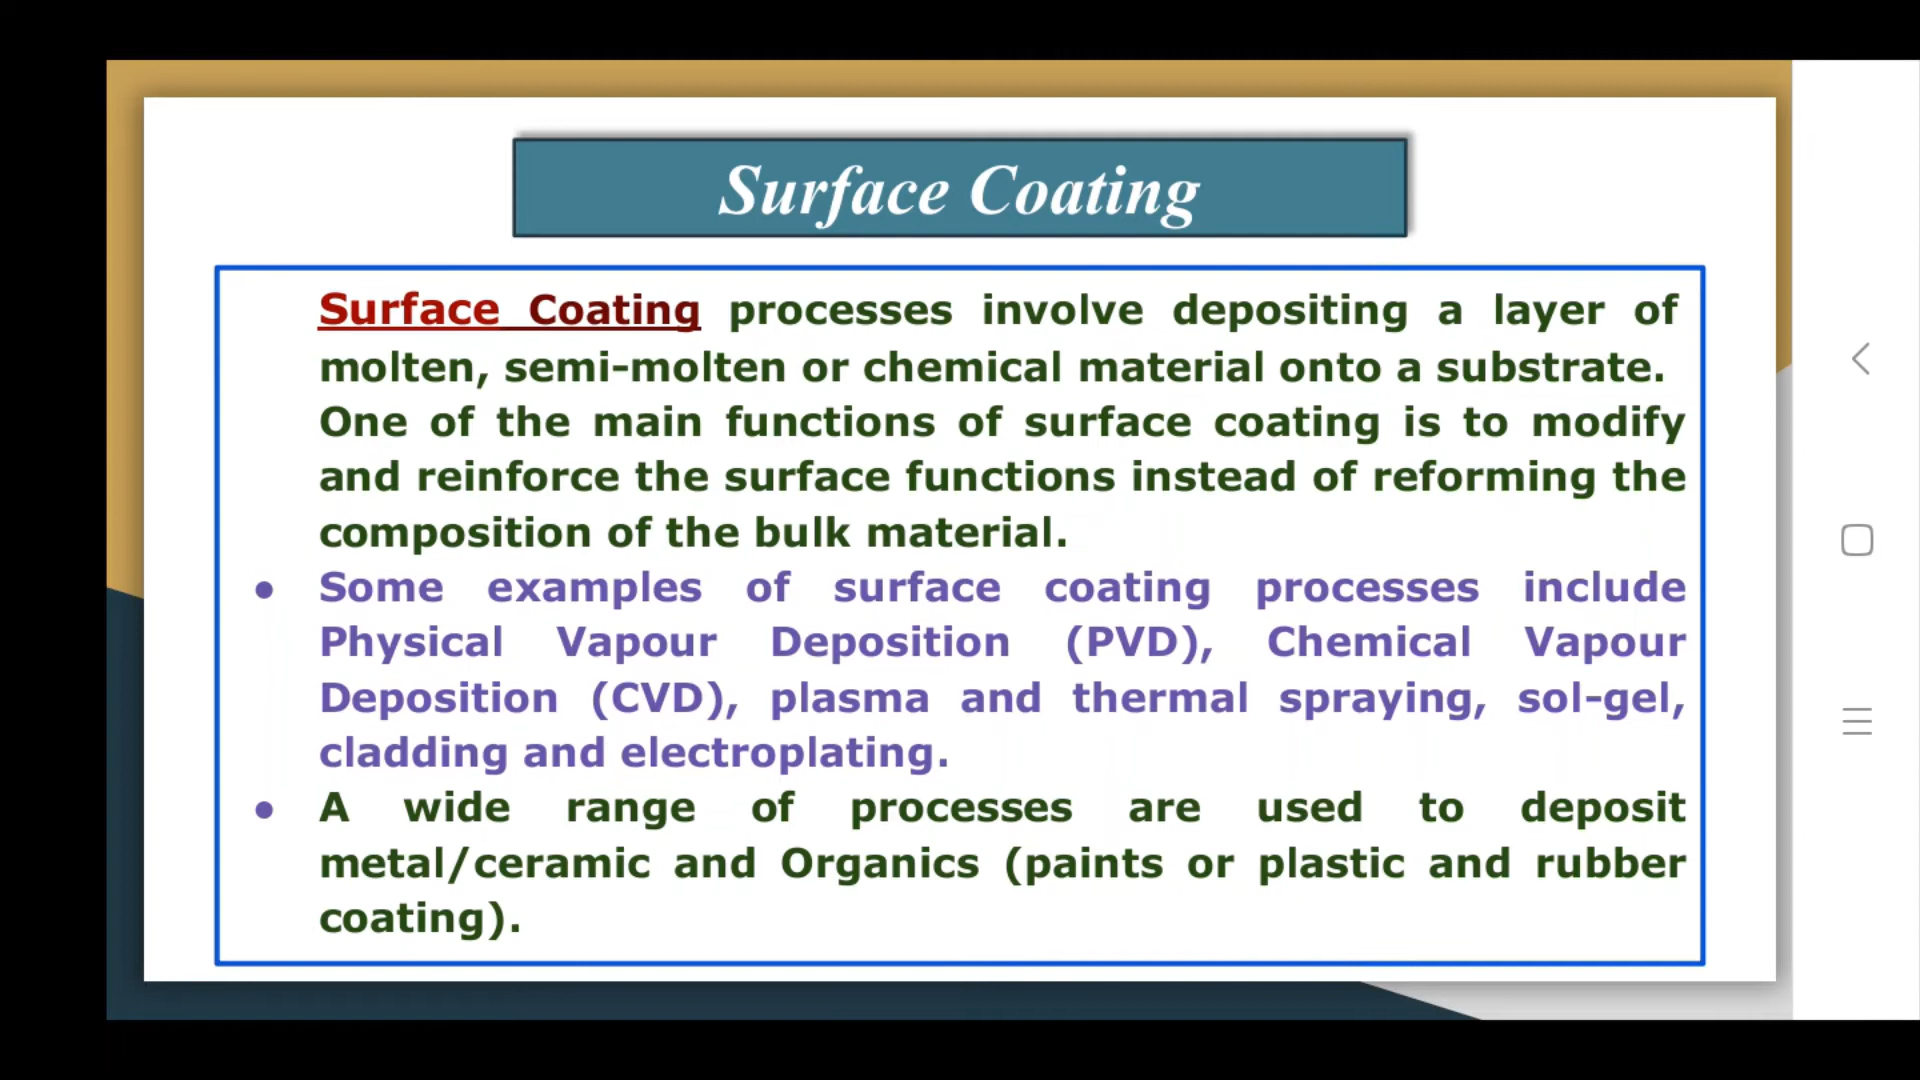 Surface Coating
Surface Coating processes involve depositing a layer of
molten, semi-molten or chemical material onto a substrate.
One of the main functions of surface coating is to modify
and reinforce the surface functions instead of reforming the
composition of the bulk material.
• Some examples of surface coating processes include
Physical Vapour Deposition (PVD), Chemical Vapour
Deposition (CVD), plasma and thermal spraying, sol-gel,
cladding and electroplating.
• A wide range of processes are used to deposit
metal/ceramic and Organics (paints or plastic and rubber
coating).